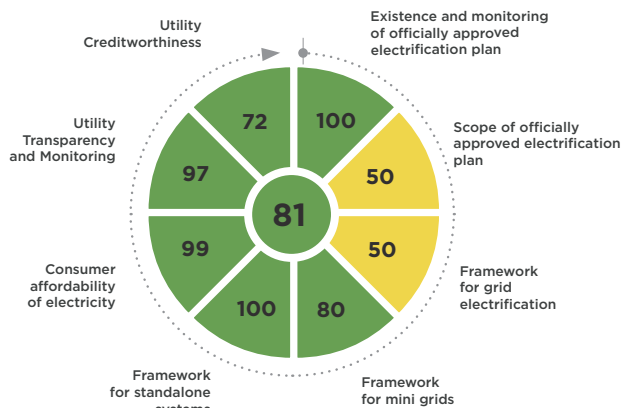 Existence and monitoring
of officially approved
electrification plan
100
Scope of officially
approved electrification
plan
50
Framework
for grid
electrification
50
Framework
for mini grids
80
Framework
for standalone
systems
100
Consumer
affordability
of electricity
99
Utility
Transparency
and Monitoring
97
Utility
Creditworthiness
72
81